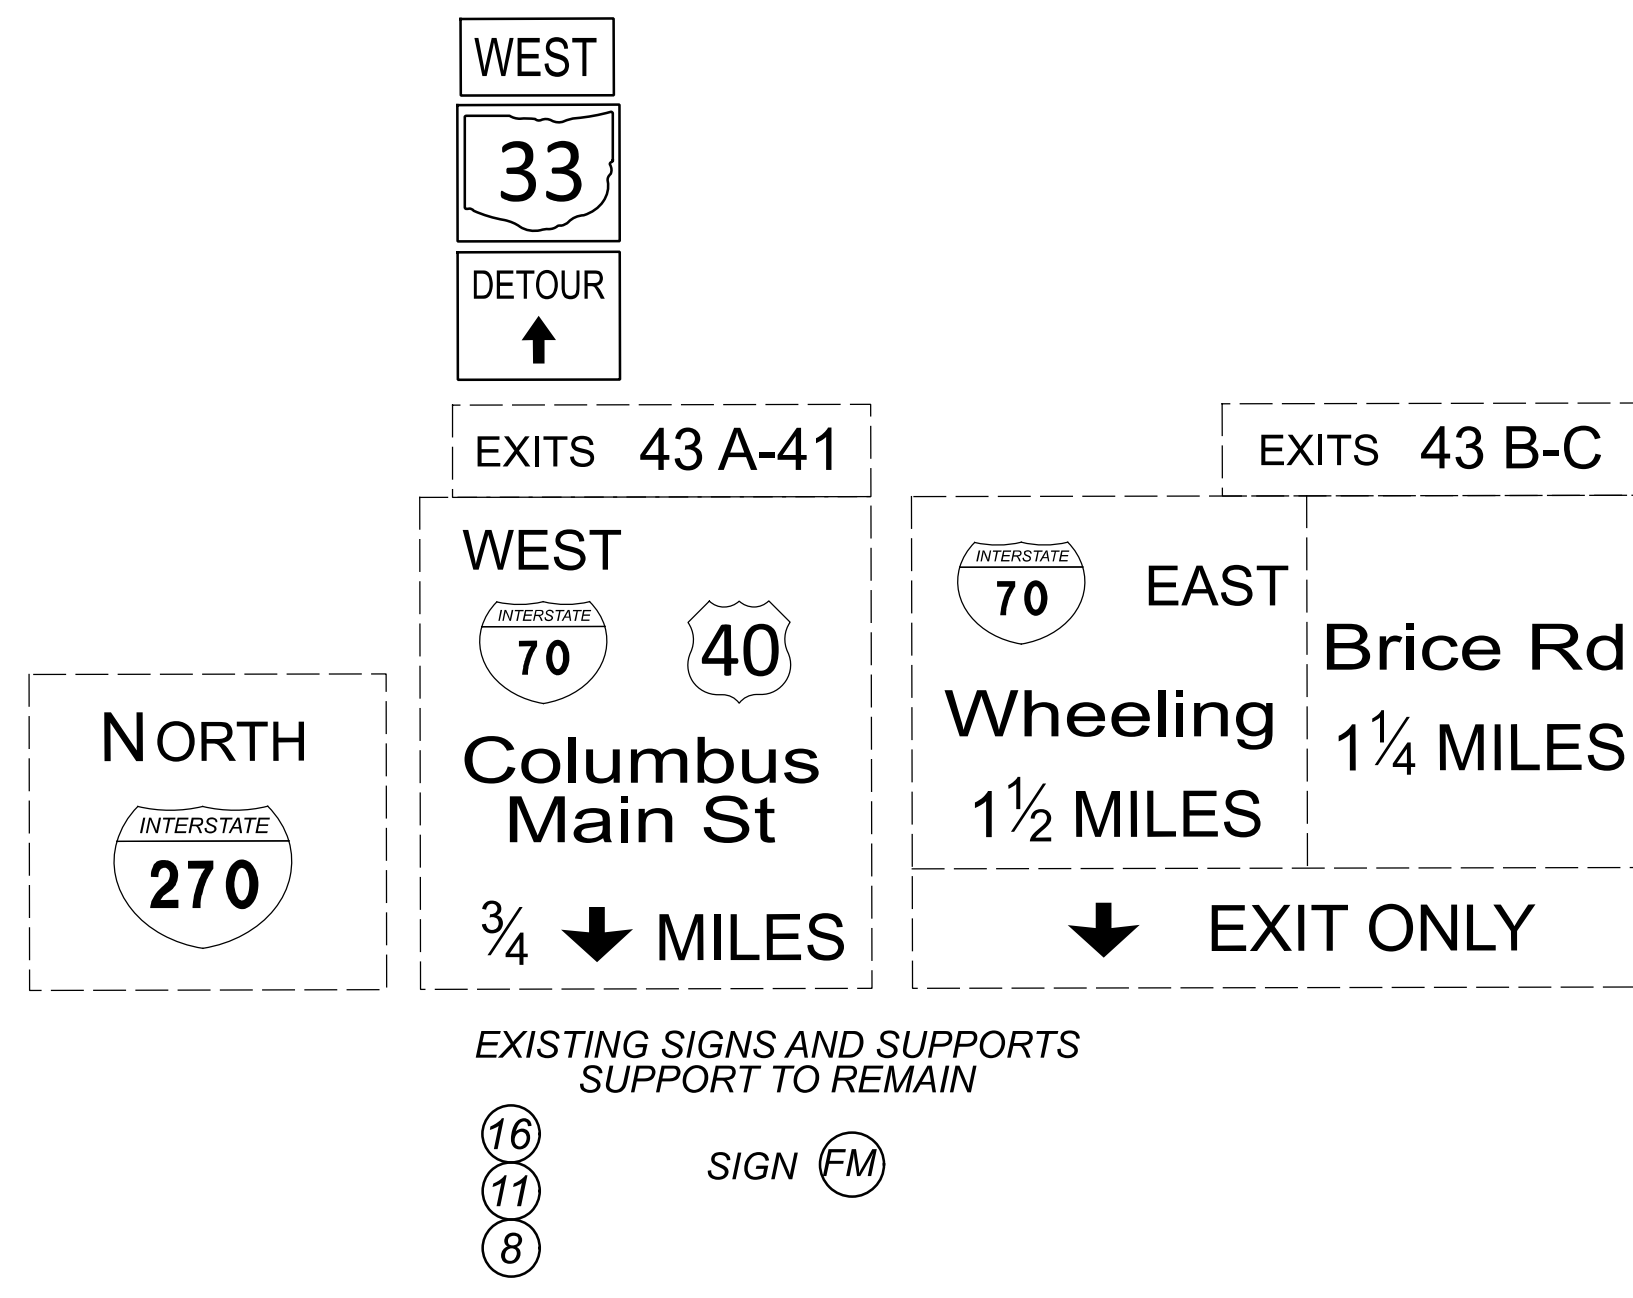 WEST
33
DETOUR
EXITS 43 A-41
WEST
INTERSTATE
70
40
Columbus
Main St
¾ MILES
EXITS 43 B-C
INTERSTATE
70
EAST
Wheeling
1½ MILES
Brice Rd
1¼ MILES
EXIT ONLY
NORTH
INTERSTATE
270
EXISTING SIGNS AND SUPPORTS
SUPPORT TO REMAIN
16
11
8
SIGN FM